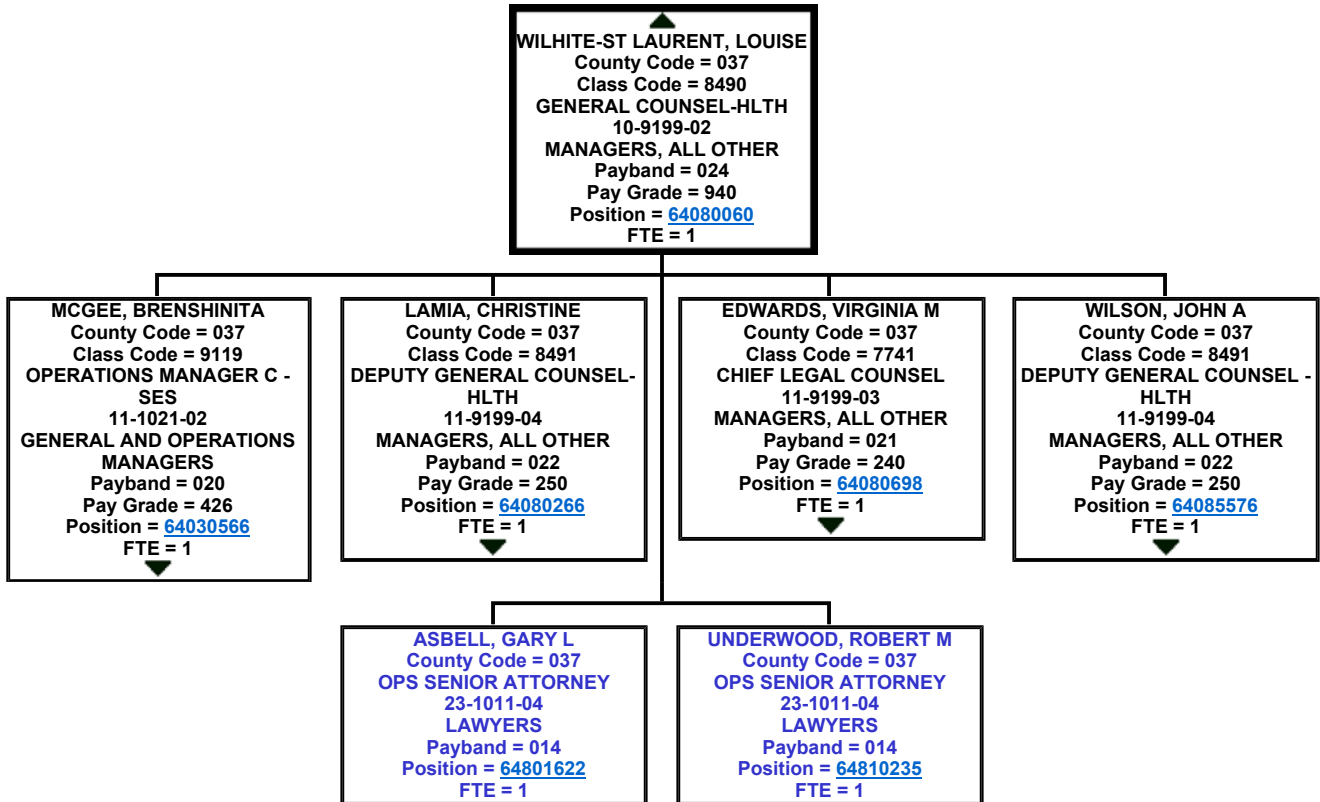 WILHITE-ST LAURENT, LOUISE
County Code = 037
Class Code = 8490
GENERAL COUNSEL-HLTH
10-9199-02
MANAGERS, ALL OTHER
Payband = 024
Pay Grade = 940
Position = 64080060
FTE = 1
MCGEE, BRENSHINITA
County Code = 037
Class Code = 9119
OPERATIONS MANAGER C -
SES
11-1021-02
GENERAL AND OPERATIONS
MANAGERS
Payband = 020
Pay Grade = 426
Position = 64030566
FTE = 1
LAMIA, CHRISTINE
County Code = 037
Class Code = 8491
DEPUTY GENERAL COUNSEL-
HLTH
11-9199-04
MANAGERS, ALL OTHER
Payband = 022
Pay Grade = 250
Position = 64080266
FTE = 1
EDWARDS, VIRGINIA M
County Code = 037
Class Code = 7741
CHIEF LEGAL COUNSEL
11-9199-03
MANAGERS, ALL OTHER
Payband = 021
Pay Grade = 240
Position = 64080698
FTE = 1
WILSON, JOHN A
County Code = 037
Class Code = 8491
DEPUTY GENERAL COUNSEL -
HLTH
11-9199-04
MANAGERS, ALL OTHER
Payband = 022
Pay Grade = 250
Position = 64085576
FTE = 1
ASBELL, GARY L
County Code = 037
OPS SENIOR ATTORNEY
23-1011-04
LAWYERS
Payband = 014
Position = 64801622
FTE = 1
UNDERWOOD, ROBERT M
County Code = 037
OPS SENIOR ATTORNEY
23-1011-04
LAWYERS
Payband = 014
Position = 64810235
FTE = 1